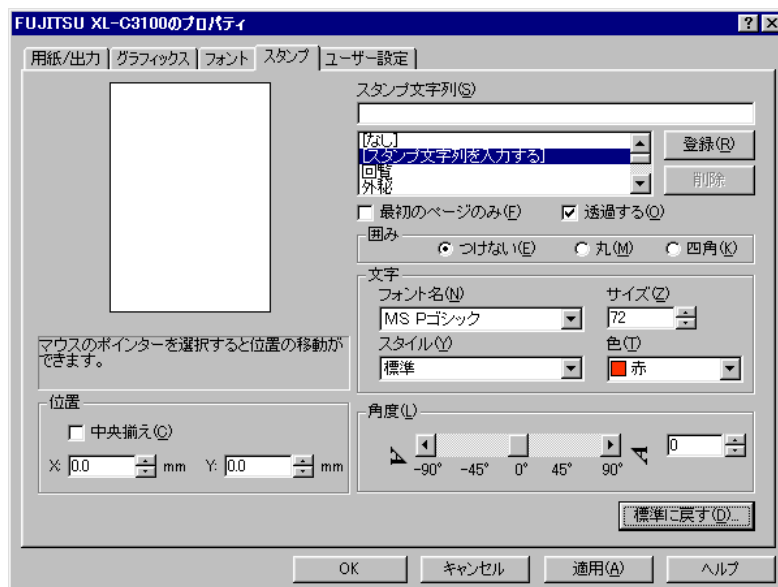 FUJITSU XL-C3100のプロパティ
用紙/出力 グラフィックス フォント スタンプ ユーザー設定
スタンプ文字列(S)
[なし]
[スタンプ文字列を入力する]
回覧
外秘
登録(R)
削除
最初のページのみ(F) 透過する(O)
囲み
つけない(E) 丸(M) 四角(K)
文字
フォント名(N) サイズ(Z)
MS Pゴシック 72
スタイル(Y) 色(T)
標準 赤
マウスのポインターを選択すると位置の移動が
できます。
位置
中央揃え(C)
X: 0.0 mm Y: 0.0 mm
角度(L)
A A 0
-90° -45° 0° 45° 90°
標準に戻す(D)...
OK キャンセル 適用(A) ヘルプ